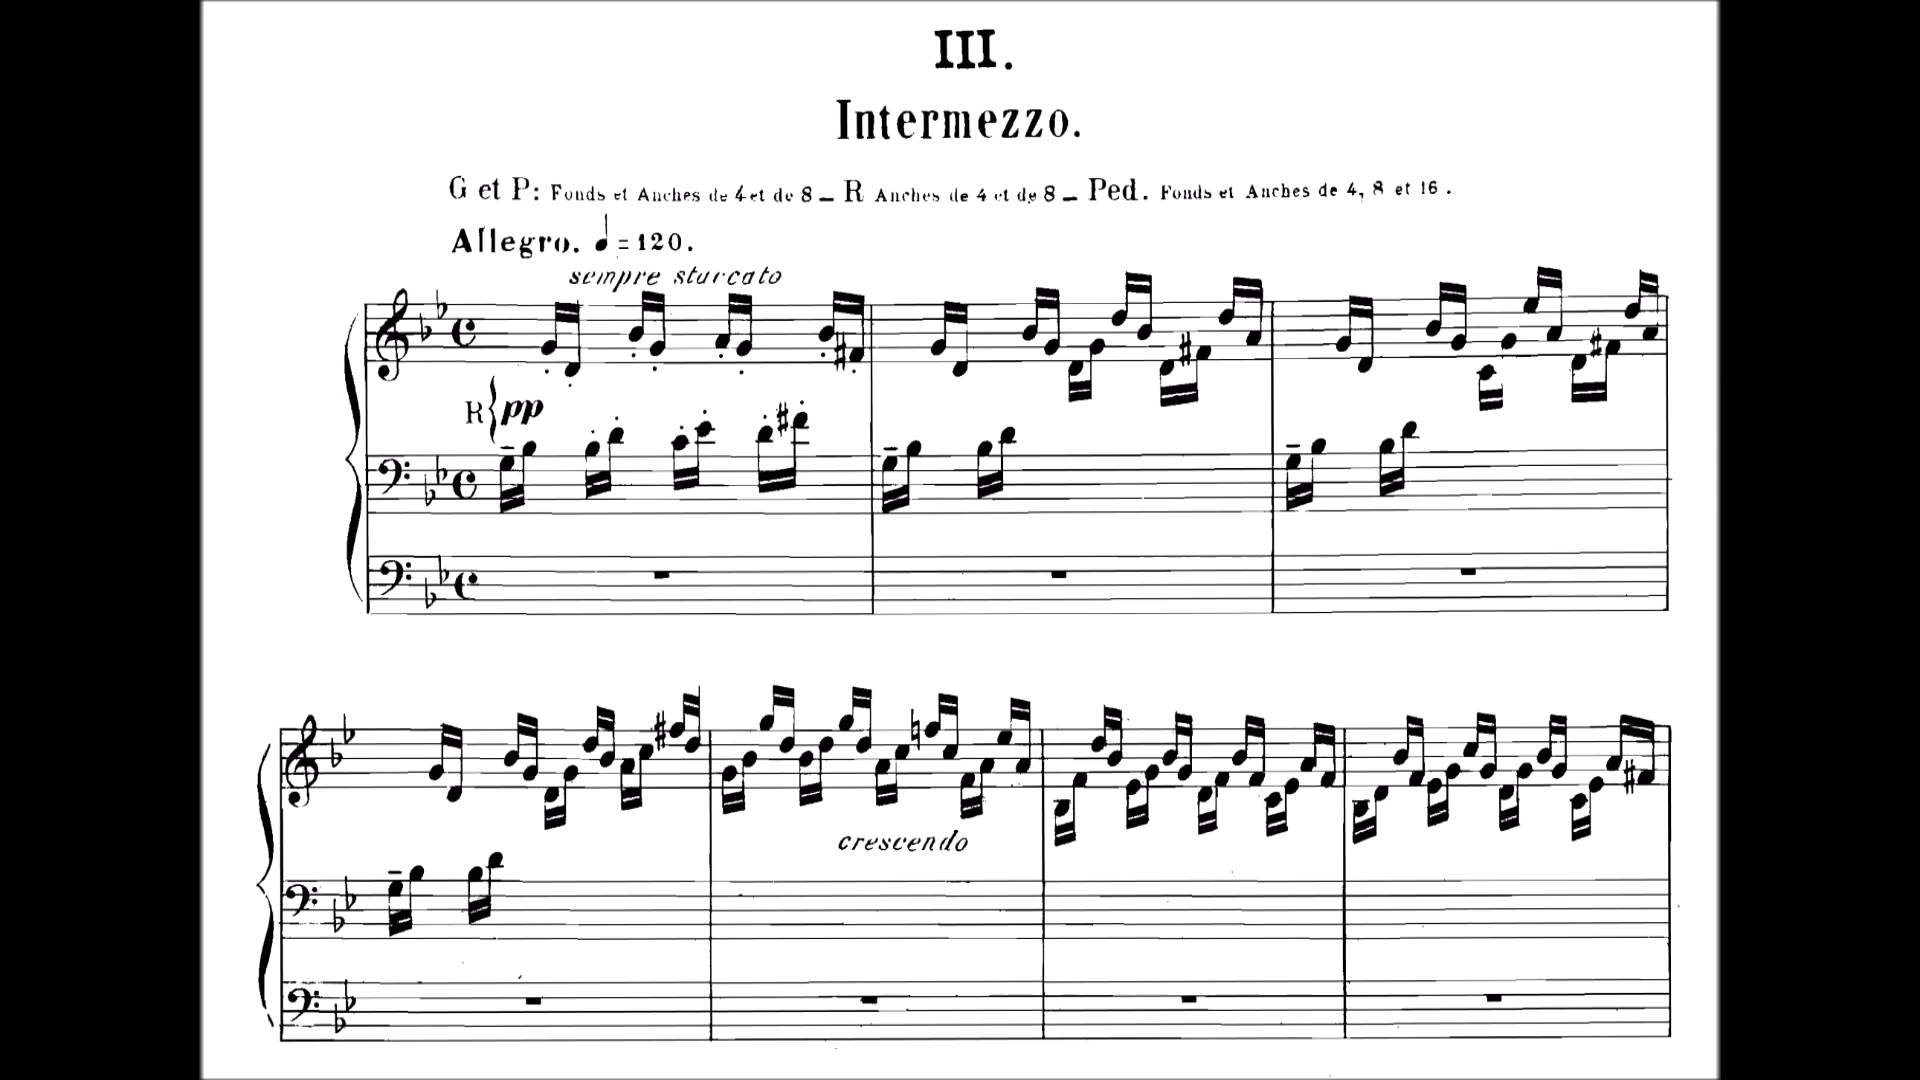 III.
Intermezzo.
G et P: Fonds et Anches de 4 et de 8 _ R Anches de 4 et de 8 _ Ped. Fonds et Anches de 4, 8 et 16.
Allegro. ♩ = 120.
sempre staccato
R pp
crescendo